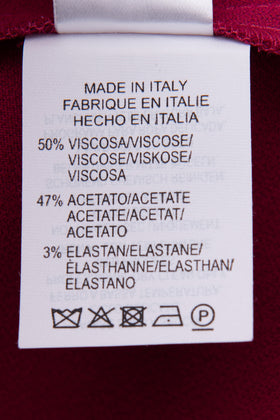 MADE IN ITALY
FABRIQUE EN ITALIE
HECHO EN ITALIA
50% VISCOSA/VISCOSE/
VISCOSE/VISKOSE/
VISCOSA
47% ACETATO/ACETATE
ACETATE/ACETAT/
ACETATO
3% ELASTAN/ELASTANE/
ÉLASTHANNE/ELASTHAN/
ELASTANO
P